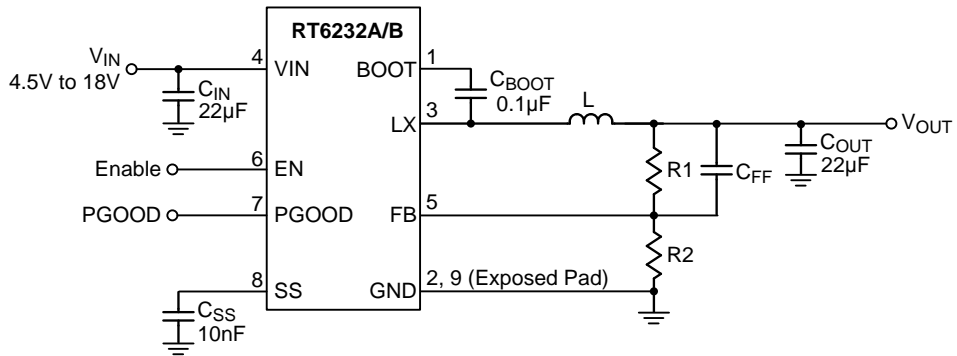 RT6232A/B
VIN
4.5V to 18V
4
VIN
BOOT
1
CIN
22µF
CBOOT
0.1µF
LX
3
L
VOUT
Enable
6
EN
R1
CFF
COUT
22µF
PGOOD
7
PGOOD
FB
5
R2
8
SS
GND
2, 9 (Exposed Pad)
CSS
10nF